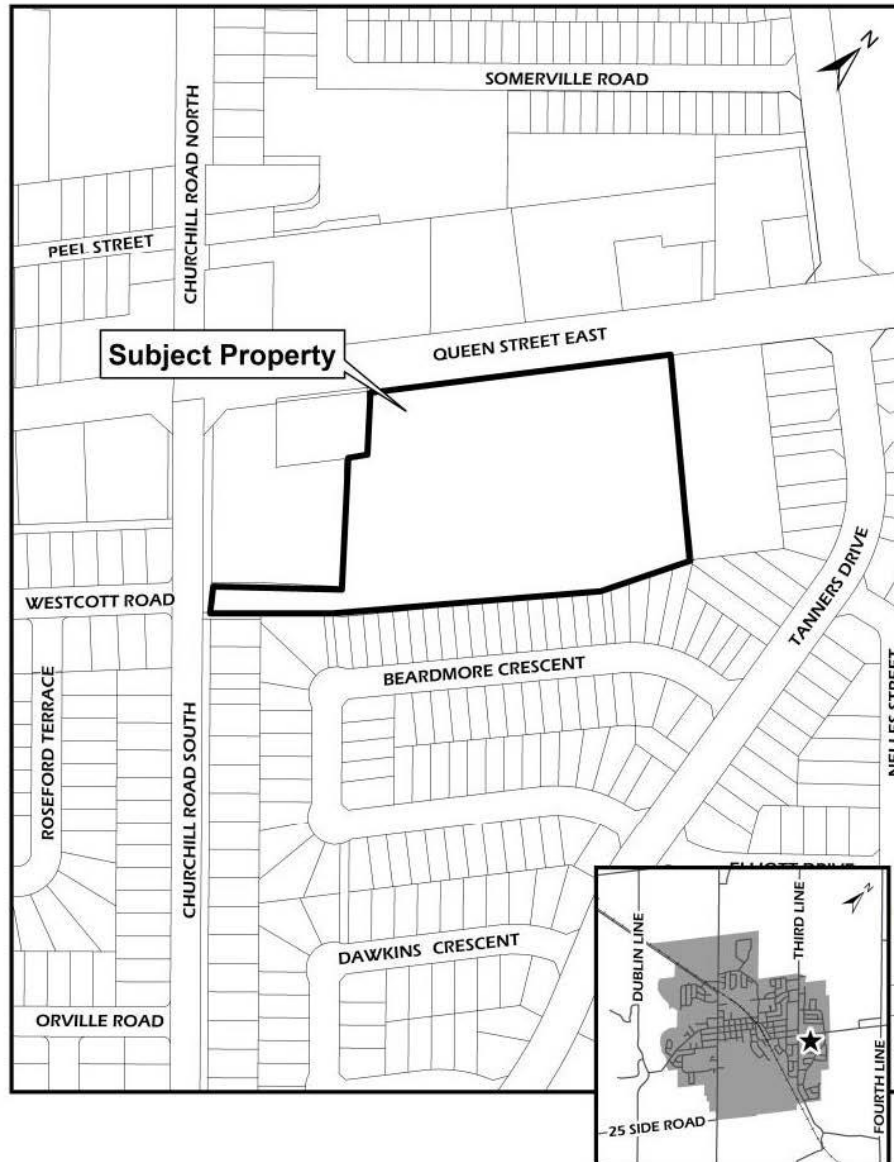 N
SOMERVILLE ROAD
CHURCHILL ROAD NORTH
PEEL STREET
QUEEN STREET EAST
Subject Property
WESTCOTT ROAD
TANNERS DRIVE
BEARDMORE CRESCENT
NELLES STREET
ROSEFORD TERRACE
CHURCHILL ROAD SOUTH
ELLIOTT DRIVE
DAWKINS CRESCENT
ORVILLE ROAD
N
DUBLIN LINE
THIRD LINE
FOURTH LINE
25 SIDE ROAD